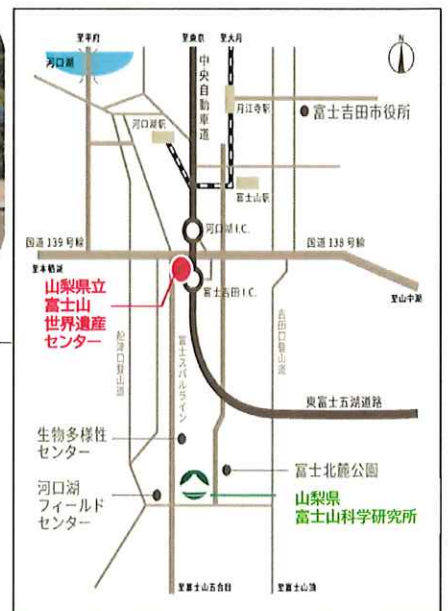 至甲府
至東京
至大月
N
河口湖
中央自動車道
月江寺駅
富士吉田市役所
河口湖駅
富士山駅
河口湖I.C.
国道139号線
国道138号線
至本栖湖
山梨県立
富士山
世界遺産
センター
富士吉田I.C.
至山中湖
船津口登山道
富士スバルライン
吉田口登山道
東富士五湖道路
生物多様性
センター
富士北麓公園
河口湖
フィールド
センター
山梨県
富士山科学研究所
至富士山五合目
至富士山頂